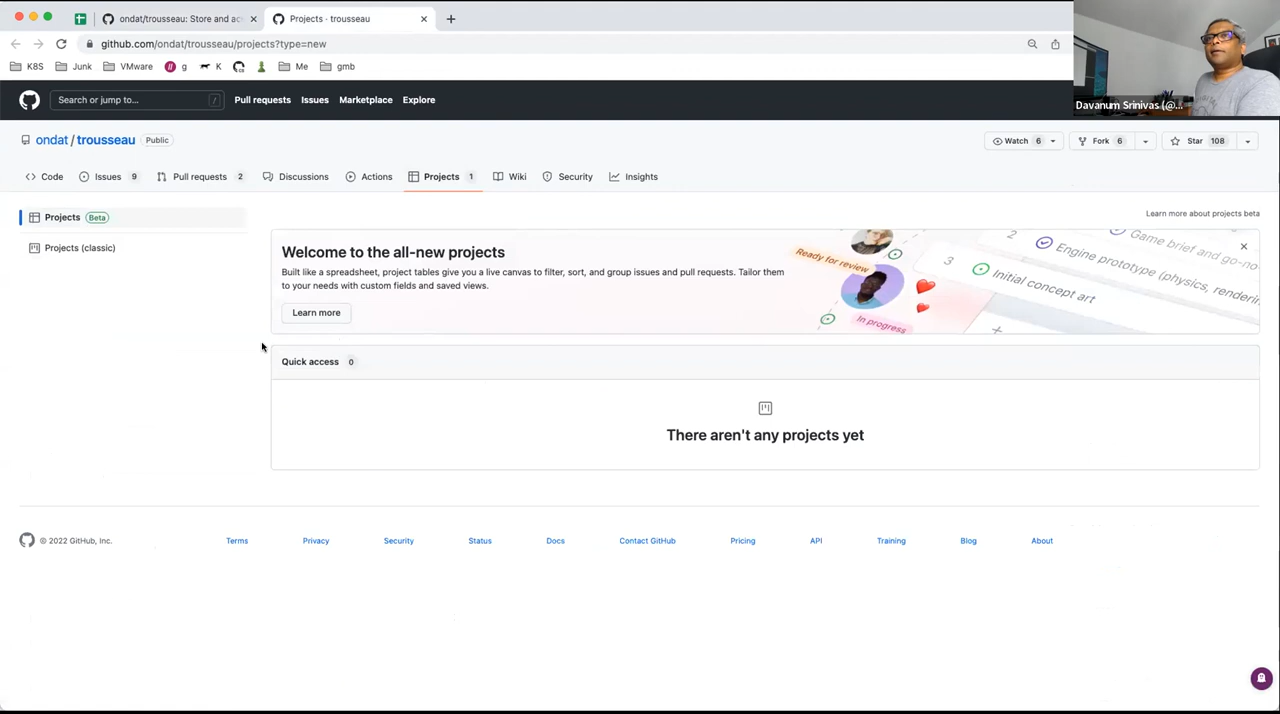 ondat/trousseau: Store and ac
Projects · trousseau
github.com/ondat/trousseau/projects?type=new
K8S
Junk
VMware
g
K
Me
gmb
Davanum Srinivas (@...
Search or jump to...
/
Pull requests
Issues
Marketplace
Explore
ondat / trousseau
Public
Watch 6
Fork 6
Star 108
Code
Issues 9
Pull requests 2
Discussions
Actions
Projects 1
Wiki
Security
Insights
Projects Beta
Projects (classic)
Learn more about projects beta
Welcome to the all-new projects
Built like a spreadsheet, project tables give you a live canvas to filter, sort, and group issues and pull requests. Tailor them
to your needs with custom fields and saved views.
Learn more
Ready for review
In progress
2
Game brief and go-no
Engine prototype (physics, renderin
3
Initial concept art
Quick access 0
There aren't any projects yet
© 2022 GitHub, Inc.
Terms
Privacy
Security
Status
Docs
Contact GitHub
Pricing
API
Training
Blog
About